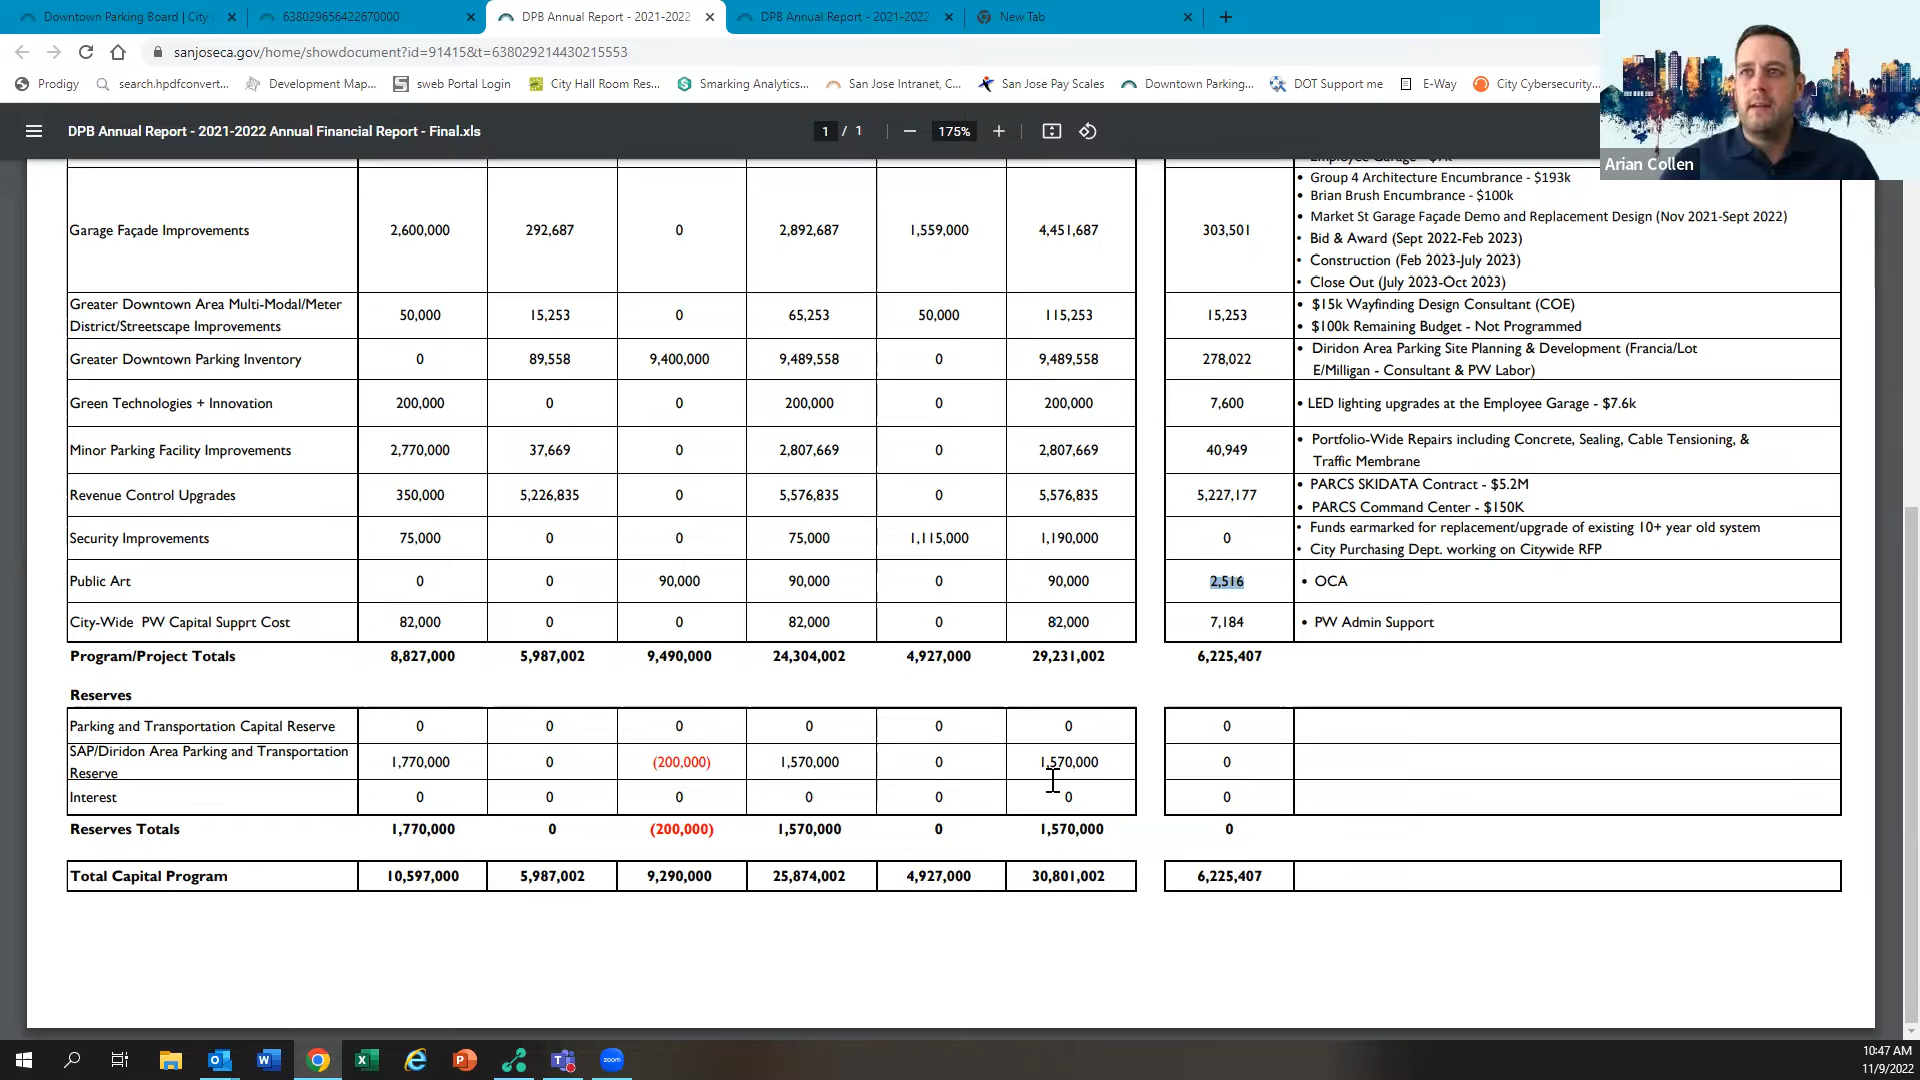 Downtown Parking Board | City
638029656422670000
DPB Annual Report - 2021-2022
DPB Annual Report - 2021-2022
New Tab
sanjoseca.gov/home/showdocument?id=91415&t=638029214430215553
Prodigy
search.hpdfconvert...
Development Map...
sweb Portal Login
City Hall Room Res...
Smarking Analytics...
San Jose Intranet, C...
San Jose Pay Scales
Downtown Parking...
DOT Support me
E-Way
City Cybersecurity...
DPB Annual Report - 2021-2022 Annual Financial Report - Final.xls
1 / 1
175%
Arian Collen
• Group 4 Architecture Encumbrance - $193k
• Brian Brush Encumbrance - $100k
Garage Façade Improvements 2,600,000 292,687 0 2,892,687 1,559,000 4,451,687 303,501
• Market St Garage Façade Demo and Replacement Design (Nov 2021-Sept 2022)
• Bid & Award (Sept 2022-Feb 2023)
• Construction (Feb 2023-July 2023)
• Close Out (July 2023-Oct 2023)
Greater Downtown Area Multi-Modal/Meter
District/Streetscape Improvements
50,000 15,253 0 65,253 50,000 115,253 15,253
• $15k Wayfinding Design Consultant (COE)
• $100k Remaining Budget - Not Programmed
Greater Downtown Parking Inventory 0 89,558 9,400,000 9,489,558 0 9,489,558 278,022
• Diridon Area Parking Site Planning & Development (Francia/Lot
E/Milligan - Consultant & PW Labor)
Green Technologies + Innovation 200,000 0 0 200,000 0 200,000 7,600 • LED lighting upgrades at the Employee Garage - $7.6k
Minor Parking Facility Improvements 2,770,000 37,669 0 2,807,669 0 2,807,669 40,949
• Portfolio-Wide Repairs including Concrete, Sealing, Cable Tensioning, &
Traffic Membrane
Revenue Control Upgrades 350,000 5,226,835 0 5,576,835 0 5,576,835 5,227,177
• PARCS SKIDATA Contract - $5.2M
• PARCS Command Center - $150K
Security Improvements 75,000 0 0 75,000 1,115,000 1,190,000 0
• Funds earmarked for replacement/upgrade of existing 10+ year old system
• City Purchasing Dept. working on Citywide RFP
Public Art 0 0 90,000 90,000 0 90,000 2,516 • OCA
City-Wide PW Capital Supprt Cost 82,000 0 0 82,000 0 82,000 7,184 • PW Admin Support
Program/Project Totals 8,827,000 5,987,002 9,490,000 24,304,002 4,927,000 29,231,002 6,225,407
Reserves
Parking and Transportation Capital Reserve 0 0 0 0 0 0 0
SAP/Diridon Area Parking and Transportation
Reserve
1,770,000 0 (200,000) 1,570,000 0 1,570,000 0
Interest 0 0 0 0 0 0 0
Reserves Totals 1,770,000 0 (200,000) 1,570,000 0 1,570,000 0
Total Capital Program 10,597,000 5,987,002 9,290,000 25,874,002 4,927,000 30,801,002 6,225,407
zoom
10:47 AM
11/9/2022